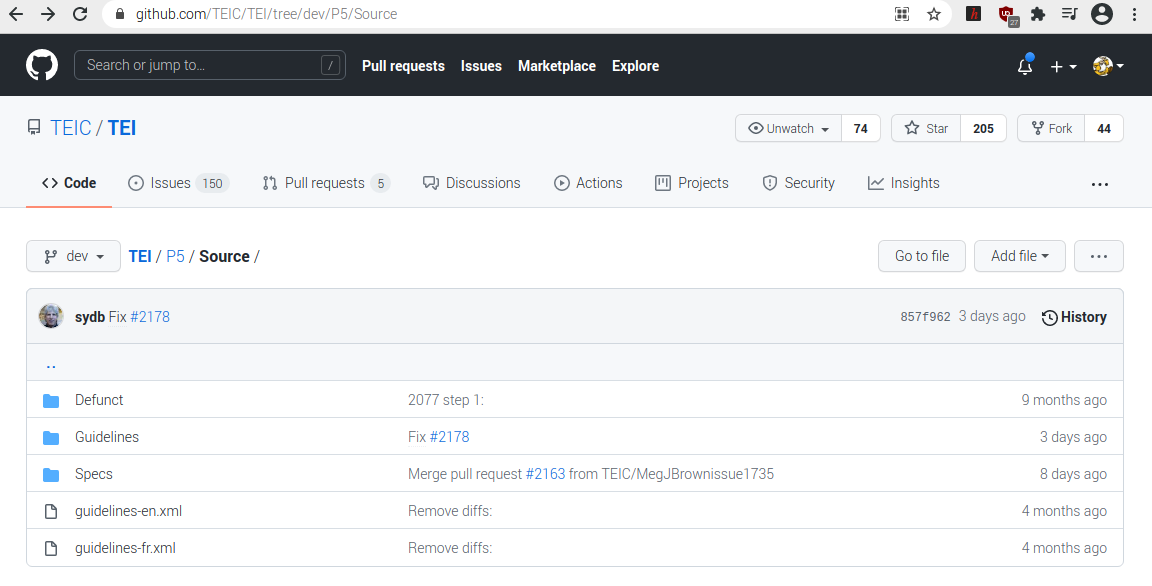 github.com/TEIC/TEI/tree/dev/P5/Source
27
Search or jump to... /
Pull requests Issues Marketplace Explore
TEIC / TEI
Unwatch 74 Star 205 Fork 44
Code Issues 150 Pull requests 5 Discussions Actions Projects Security Insights ...
dev TEI / P5 / Source / Go to file Add file ...
sydb Fix #2178 857f962 3 days ago History
..
Defunct 2077 step 1: 9 months ago
Guidelines Fix #2178 3 days ago
Specs Merge pull request #2163 from TEIC/MegJBrownissue1735 8 days ago
guidelines-en.xml Remove diffs: 4 months ago
guidelines-fr.xml Remove diffs: 4 months ago